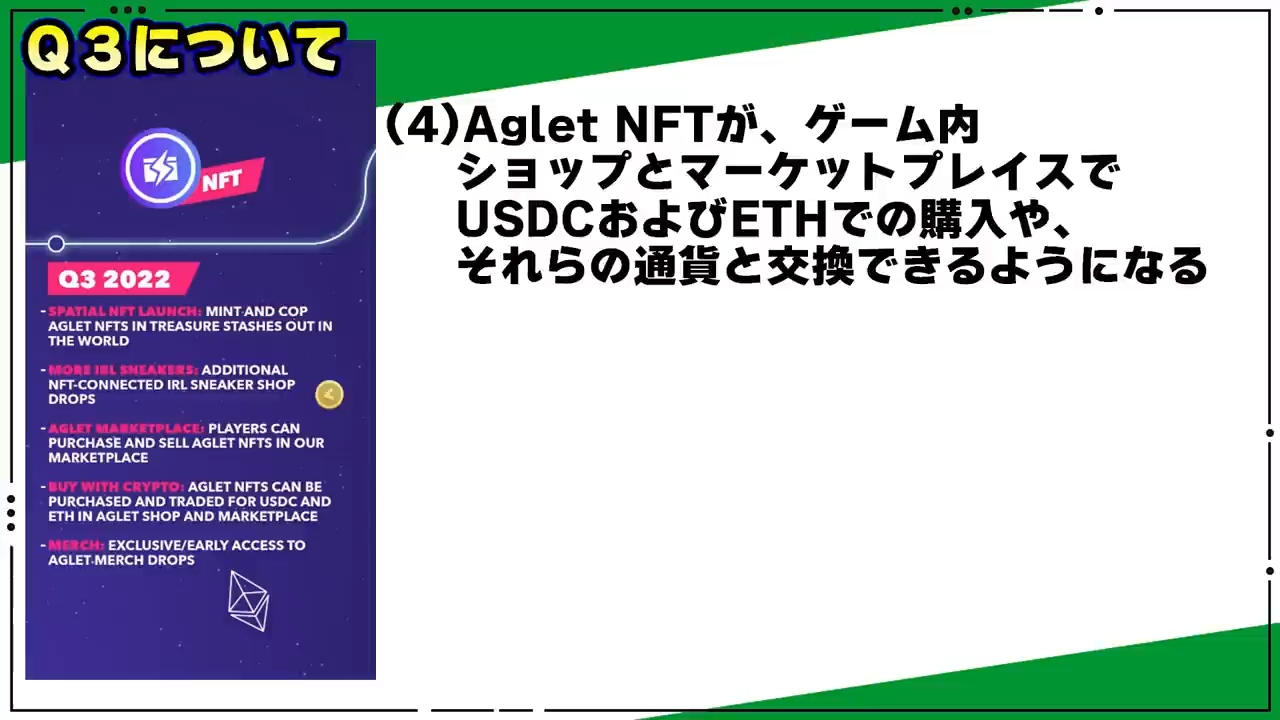 Q3について
NFT
Q3 2022
- SPATIAL NFT LAUNCH: MINT AND COP
AGLET NFTS IN TREASURE STASHES OUT IN
THE WORLD
- MORE IRL SNEAKERS: ADDITIONAL
NFT-CONNECTED IRL SNEAKER SHOP
DROPS
- AGLET MARKETPLACE: PLAYERS CAN
PURCHASE AND SELL AGLET NFTS IN OUR
MARKETPLACE
- BUY WITH CRYPTO: AGLET NFTS CAN BE
PURCHASED AND TRADED FOR USDC AND
ETH IN AGLET SHOP AND MARKETPLACE
- MERCH: EXCLUSIVE/EARLY ACCESS TO
AGLET MERCH DROPS
(4)Aglet NFTが、ゲーム内
ショップとマーケットプレイスで
USDCおよびETHでの購入や、
それらの通貨と交換できるようになる